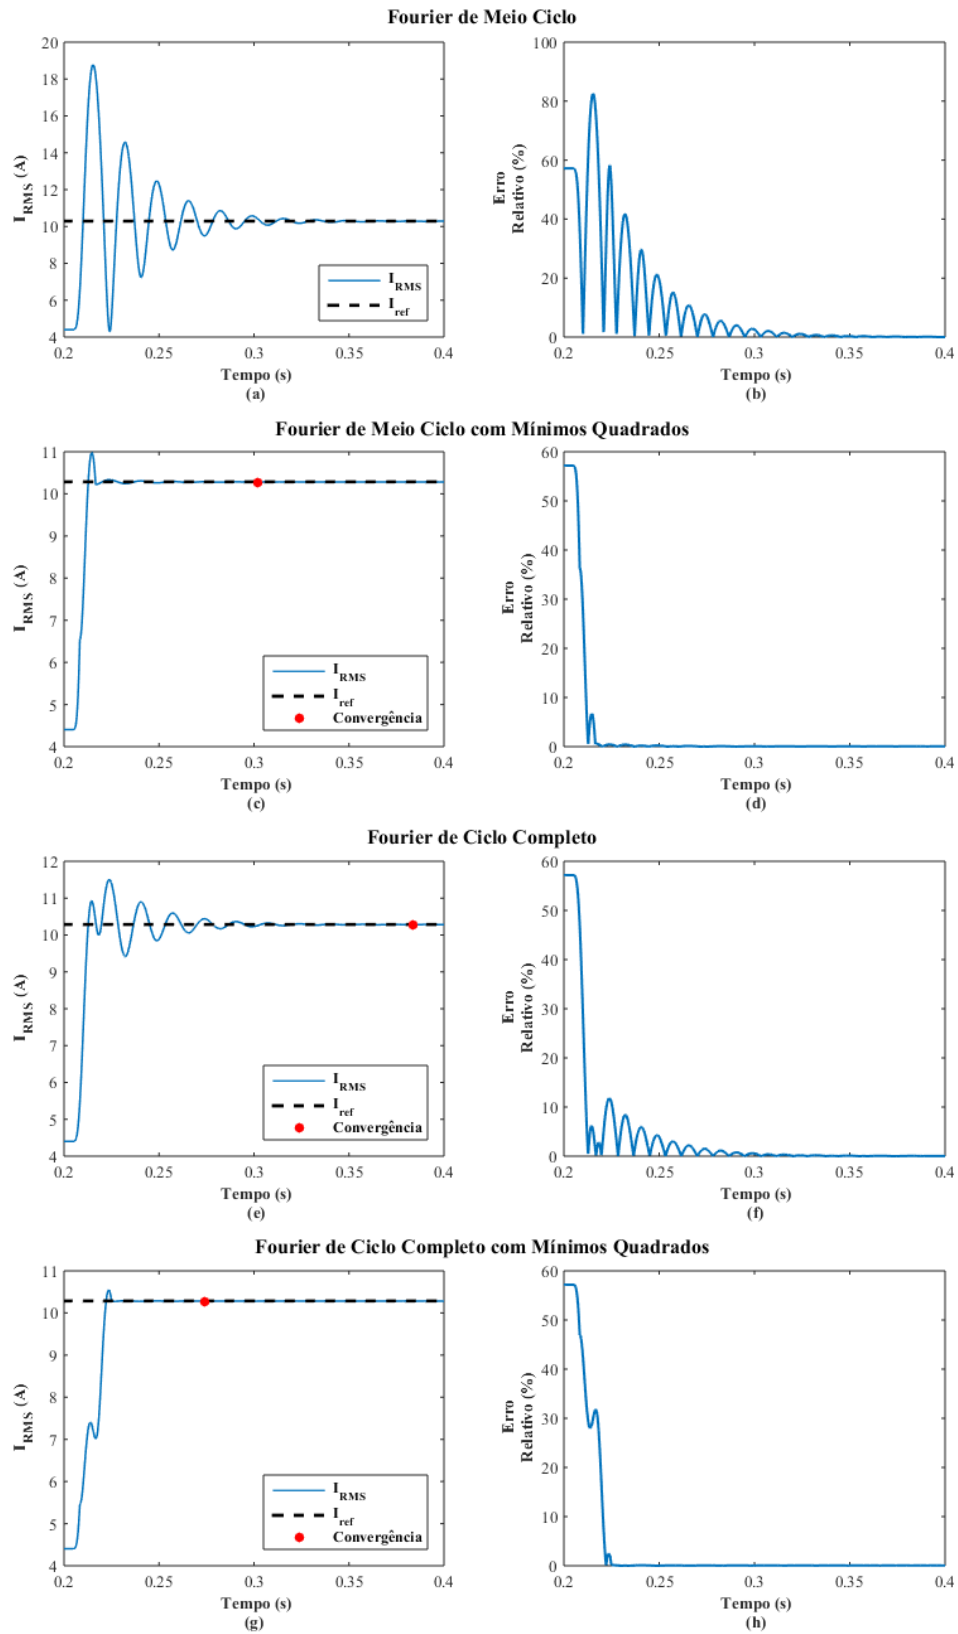 Fourier de Meio Ciclo
20
18
16
14
12
10
8
6
4
I_RMS (A)
0.2 0.25 0.3 0.35 0.4
Tempo (s)
(a)
I_RMS
I_ref
100
80
60
40
20
0
Erro
Relativo (%)
0.2 0.25 0.3 0.35 0.4
Tempo (s)
(b)
Fourier de Meio Ciclo com Mínimos Quadrados
11
10
9
8
7
6
5
4
I_RMS (A)
0.2 0.25 0.3 0.35 0.4
Tempo (s)
(c)
I_RMS
I_ref
Convergência
60
50
40
30
20
10
0
Erro
Relativo (%)
0.2 0.25 0.3 0.35 0.4
Tempo (s)
(d)
Fourier de Ciclo Completo
12
11
10
9
8
7
6
5
4
I_RMS (A)
0.2 0.25 0.3 0.35 0.4
Tempo (s)
(e)
I_RMS
I_ref
Convergência
60
50
40
30
20
10
0
Erro
Relativo (%)
0.2 0.25 0.3 0.35 0.4
Tempo (s)
(f)
Fourier de Ciclo Completo com Mínimos Quadrados
11
10
9
8
7
6
5
4
I_RMS (A)
0.2 0.25 0.3 0.35 0.4
Tempo (s)
(g)
I_RMS
I_ref
Convergência
60
50
40
30
20
10
0
Erro
Relativo (%)
0.2 0.25 0.3 0.35 0.4
Tempo (s)
(h)